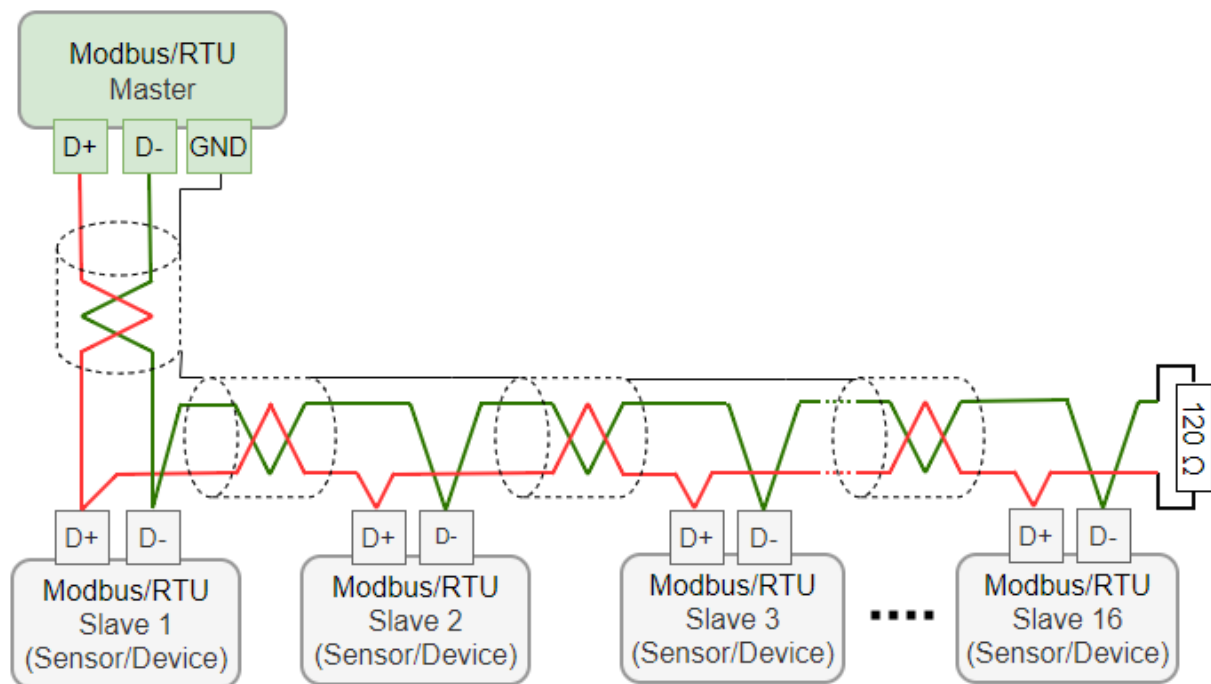 Modbus/RTU
Master
D+ D- GND
120 Ω
D+ D- D+ D- D+ D- D+ D-
Modbus/RTU
Slave 1
(Sensor/Device)
Modbus/RTU
Slave 2
(Sensor/Device)
Modbus/RTU
Slave 3
(Sensor/Device)
Modbus/RTU
Slave 16
(Sensor/Device)